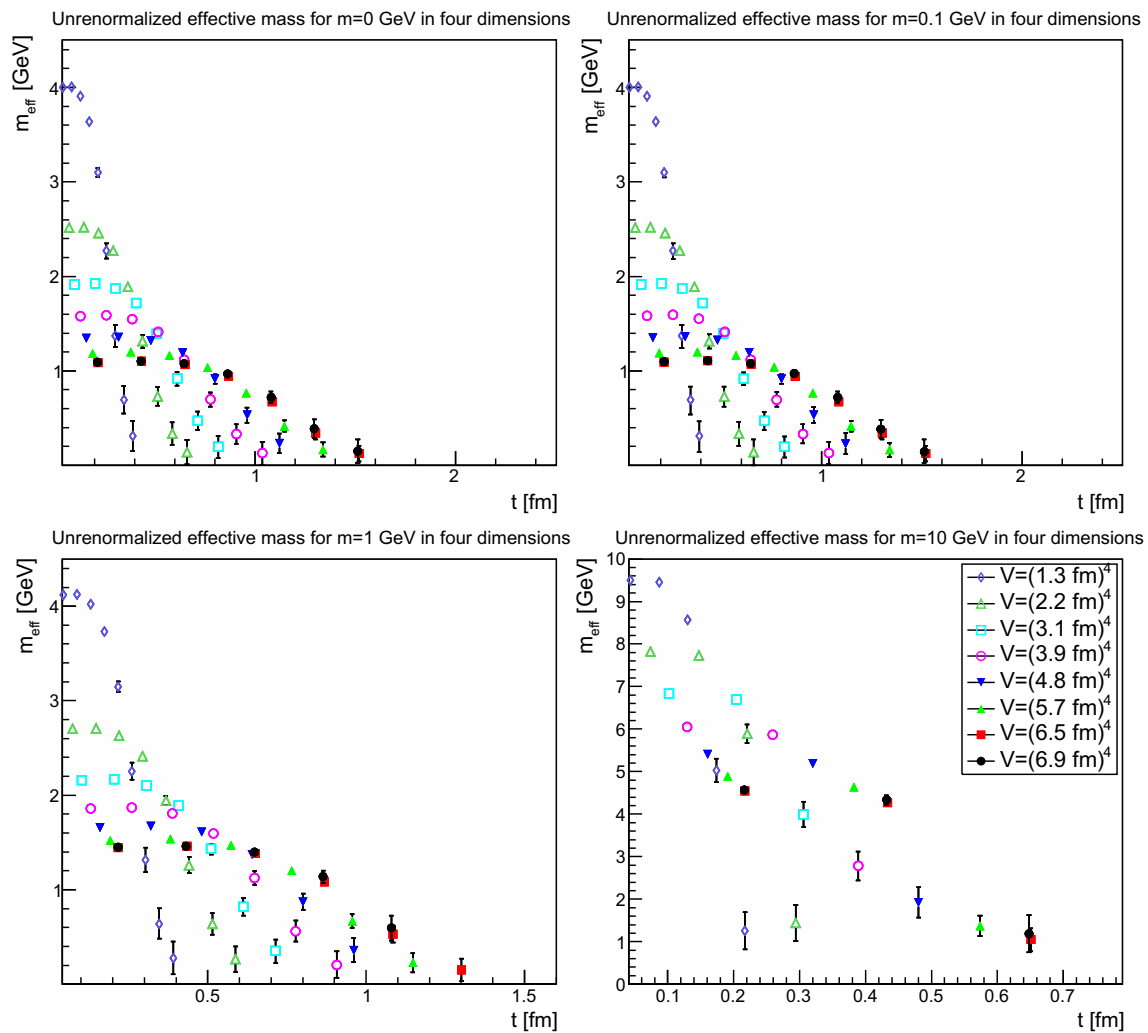 Unrenormalized effective mass for m=0 GeV in four dimensions
m_eff [GeV]
4
3
2
1
1
2
t [fm]
Unrenormalized effective mass for m=0.1 GeV in four dimensions
m_eff [GeV]
4
3
2
1
1
2
t [fm]
Unrenormalized effective mass for m=1 GeV in four dimensions
m_eff [GeV]
4
3
2
1
0.5
1
1.5
t [fm]
Unrenormalized effective mass for m=10 GeV in four dimensions
m_eff [GeV]
10
9
8
7
6
5
4
3
2
1
0
0.1 0.2 0.3 0.4 0.5 0.6 0.7
t [fm]
V=(1.3 fm)⁴
V=(2.2 fm)⁴
V=(3.1 fm)⁴
V=(3.9 fm)⁴
V=(4.8 fm)⁴
V=(5.7 fm)⁴
V=(6.5 fm)⁴
V=(6.9 fm)⁴